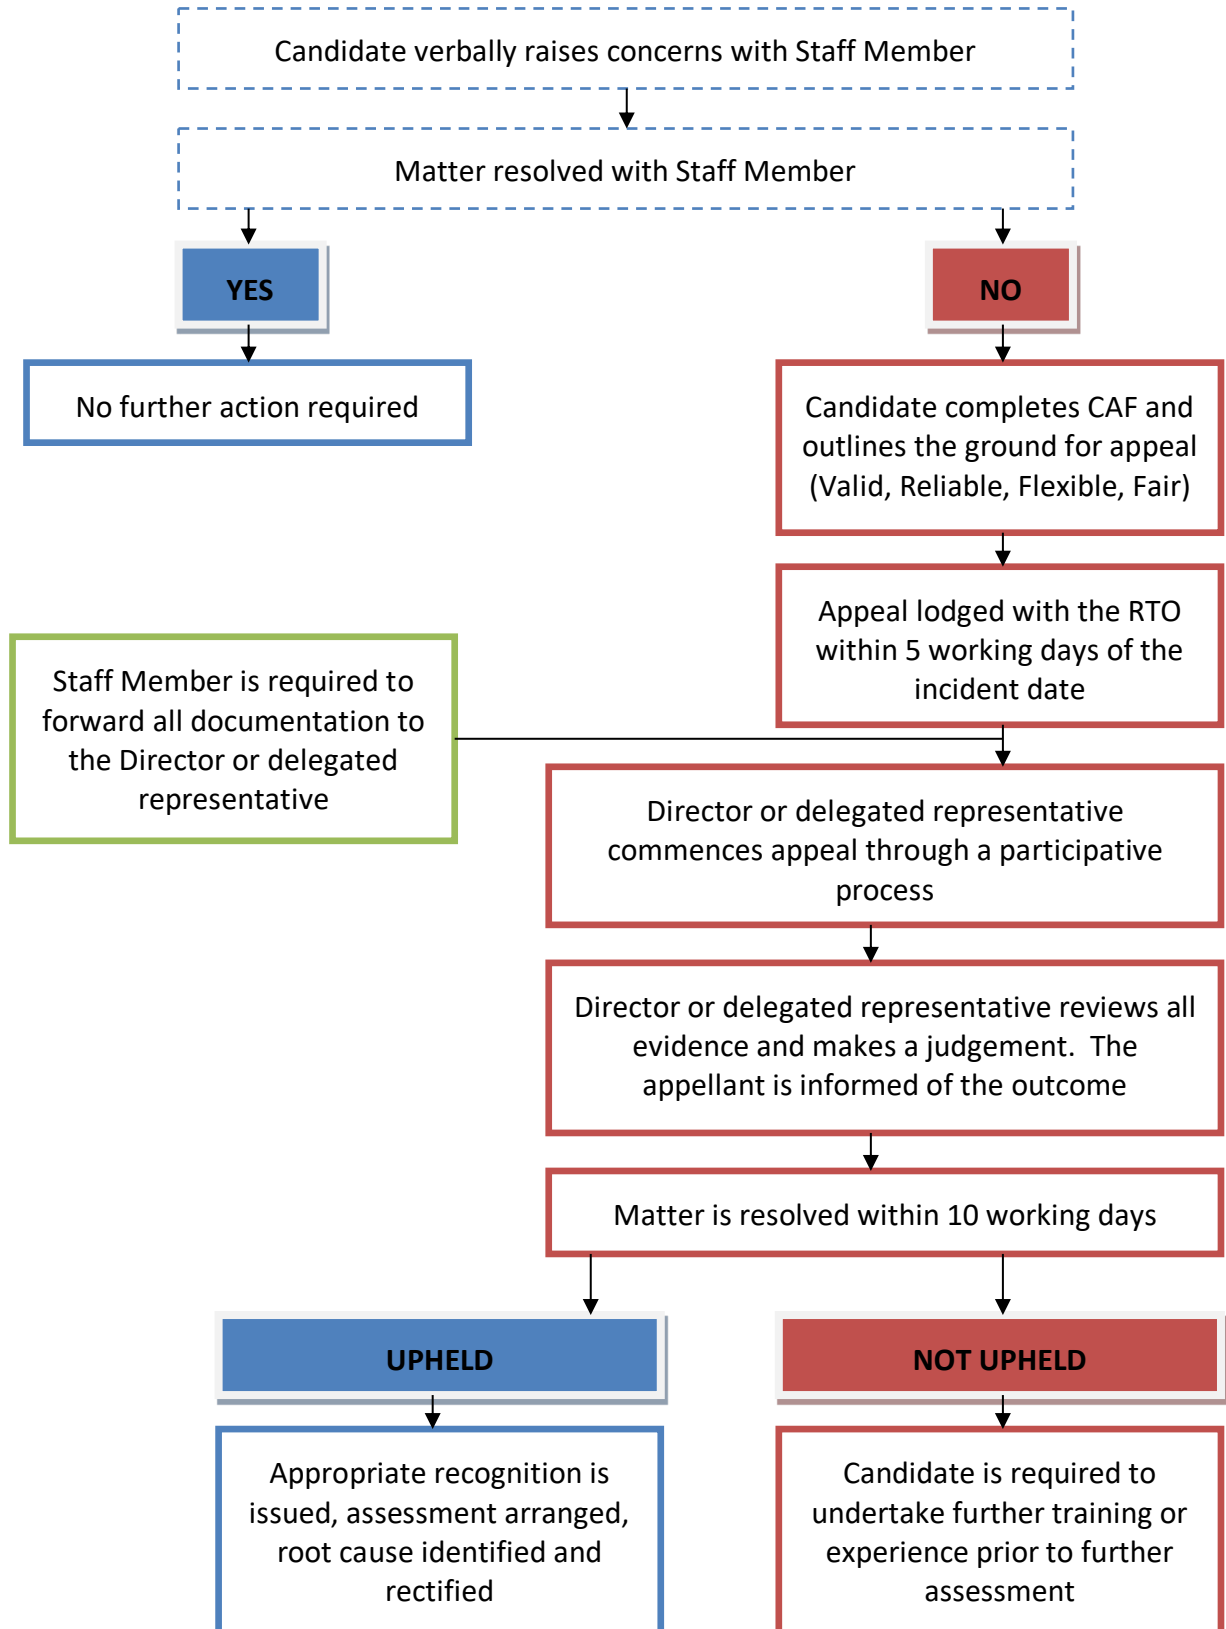 Candidate verbally raises concerns with Staff Member
Matter resolved with Staff Member
YES
NO
No further action required
Candidate completes CAF and
outlines the ground for appeal
(Valid, Reliable, Flexible, Fair)
Appeal lodged with the RTO
within 5 working days of the
incident date
Staff Member is required to
forward all documentation to
the Director or delegated
representative
Director or delegated representative
commences appeal through a participative
process
Director or delegated representative reviews all
evidence and makes a judgement.  The
appellant is informed of the outcome
Matter is resolved within 10 working days
UPHELD
NOT UPHELD
Appropriate recognition is
issued, assessment arranged,
root cause identified and
rectified
Candidate is required to
undertake further training or
experience prior to further
assessment